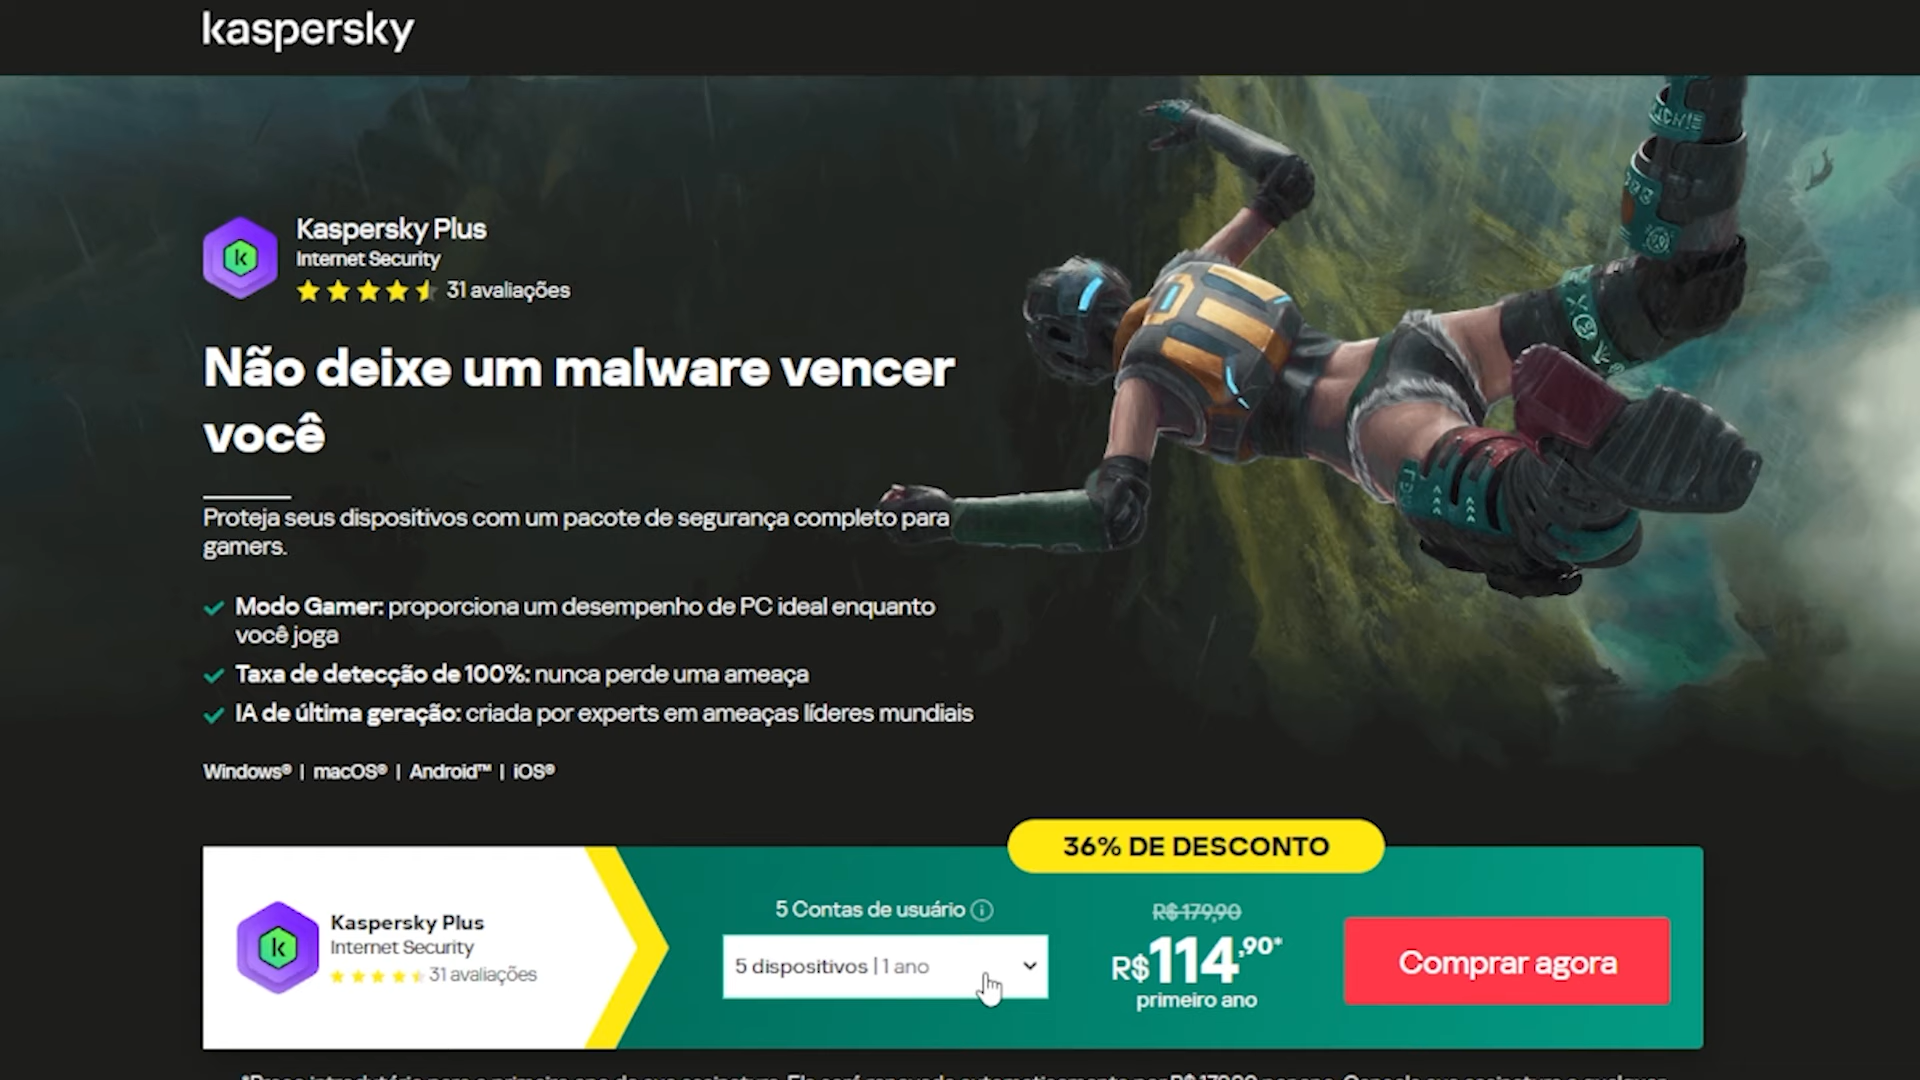 kaspersky
Kaspersky Plus
Internet Security
31 avaliações
Não deixe um malware vencer
você
Proteja seus dispositivos com um pacote de segurança completo para
gamers.
Modo Gamer: proporciona um desempenho de PC ideal enquanto
você joga
Taxa de detecção de 100%: nunca perde uma ameaça
IA de última geração: criada por experts em ameaças líderes mundiais
Windows® | macOS® | Android™ | iOS®
36% DE DESCONTO
Kaspersky Plus
Internet Security
31 avaliações
5 Contas de usuário
5 dispositivos | 1 ano
R$ 179,90
R$114,90*
primeiro ano
Comprar agora